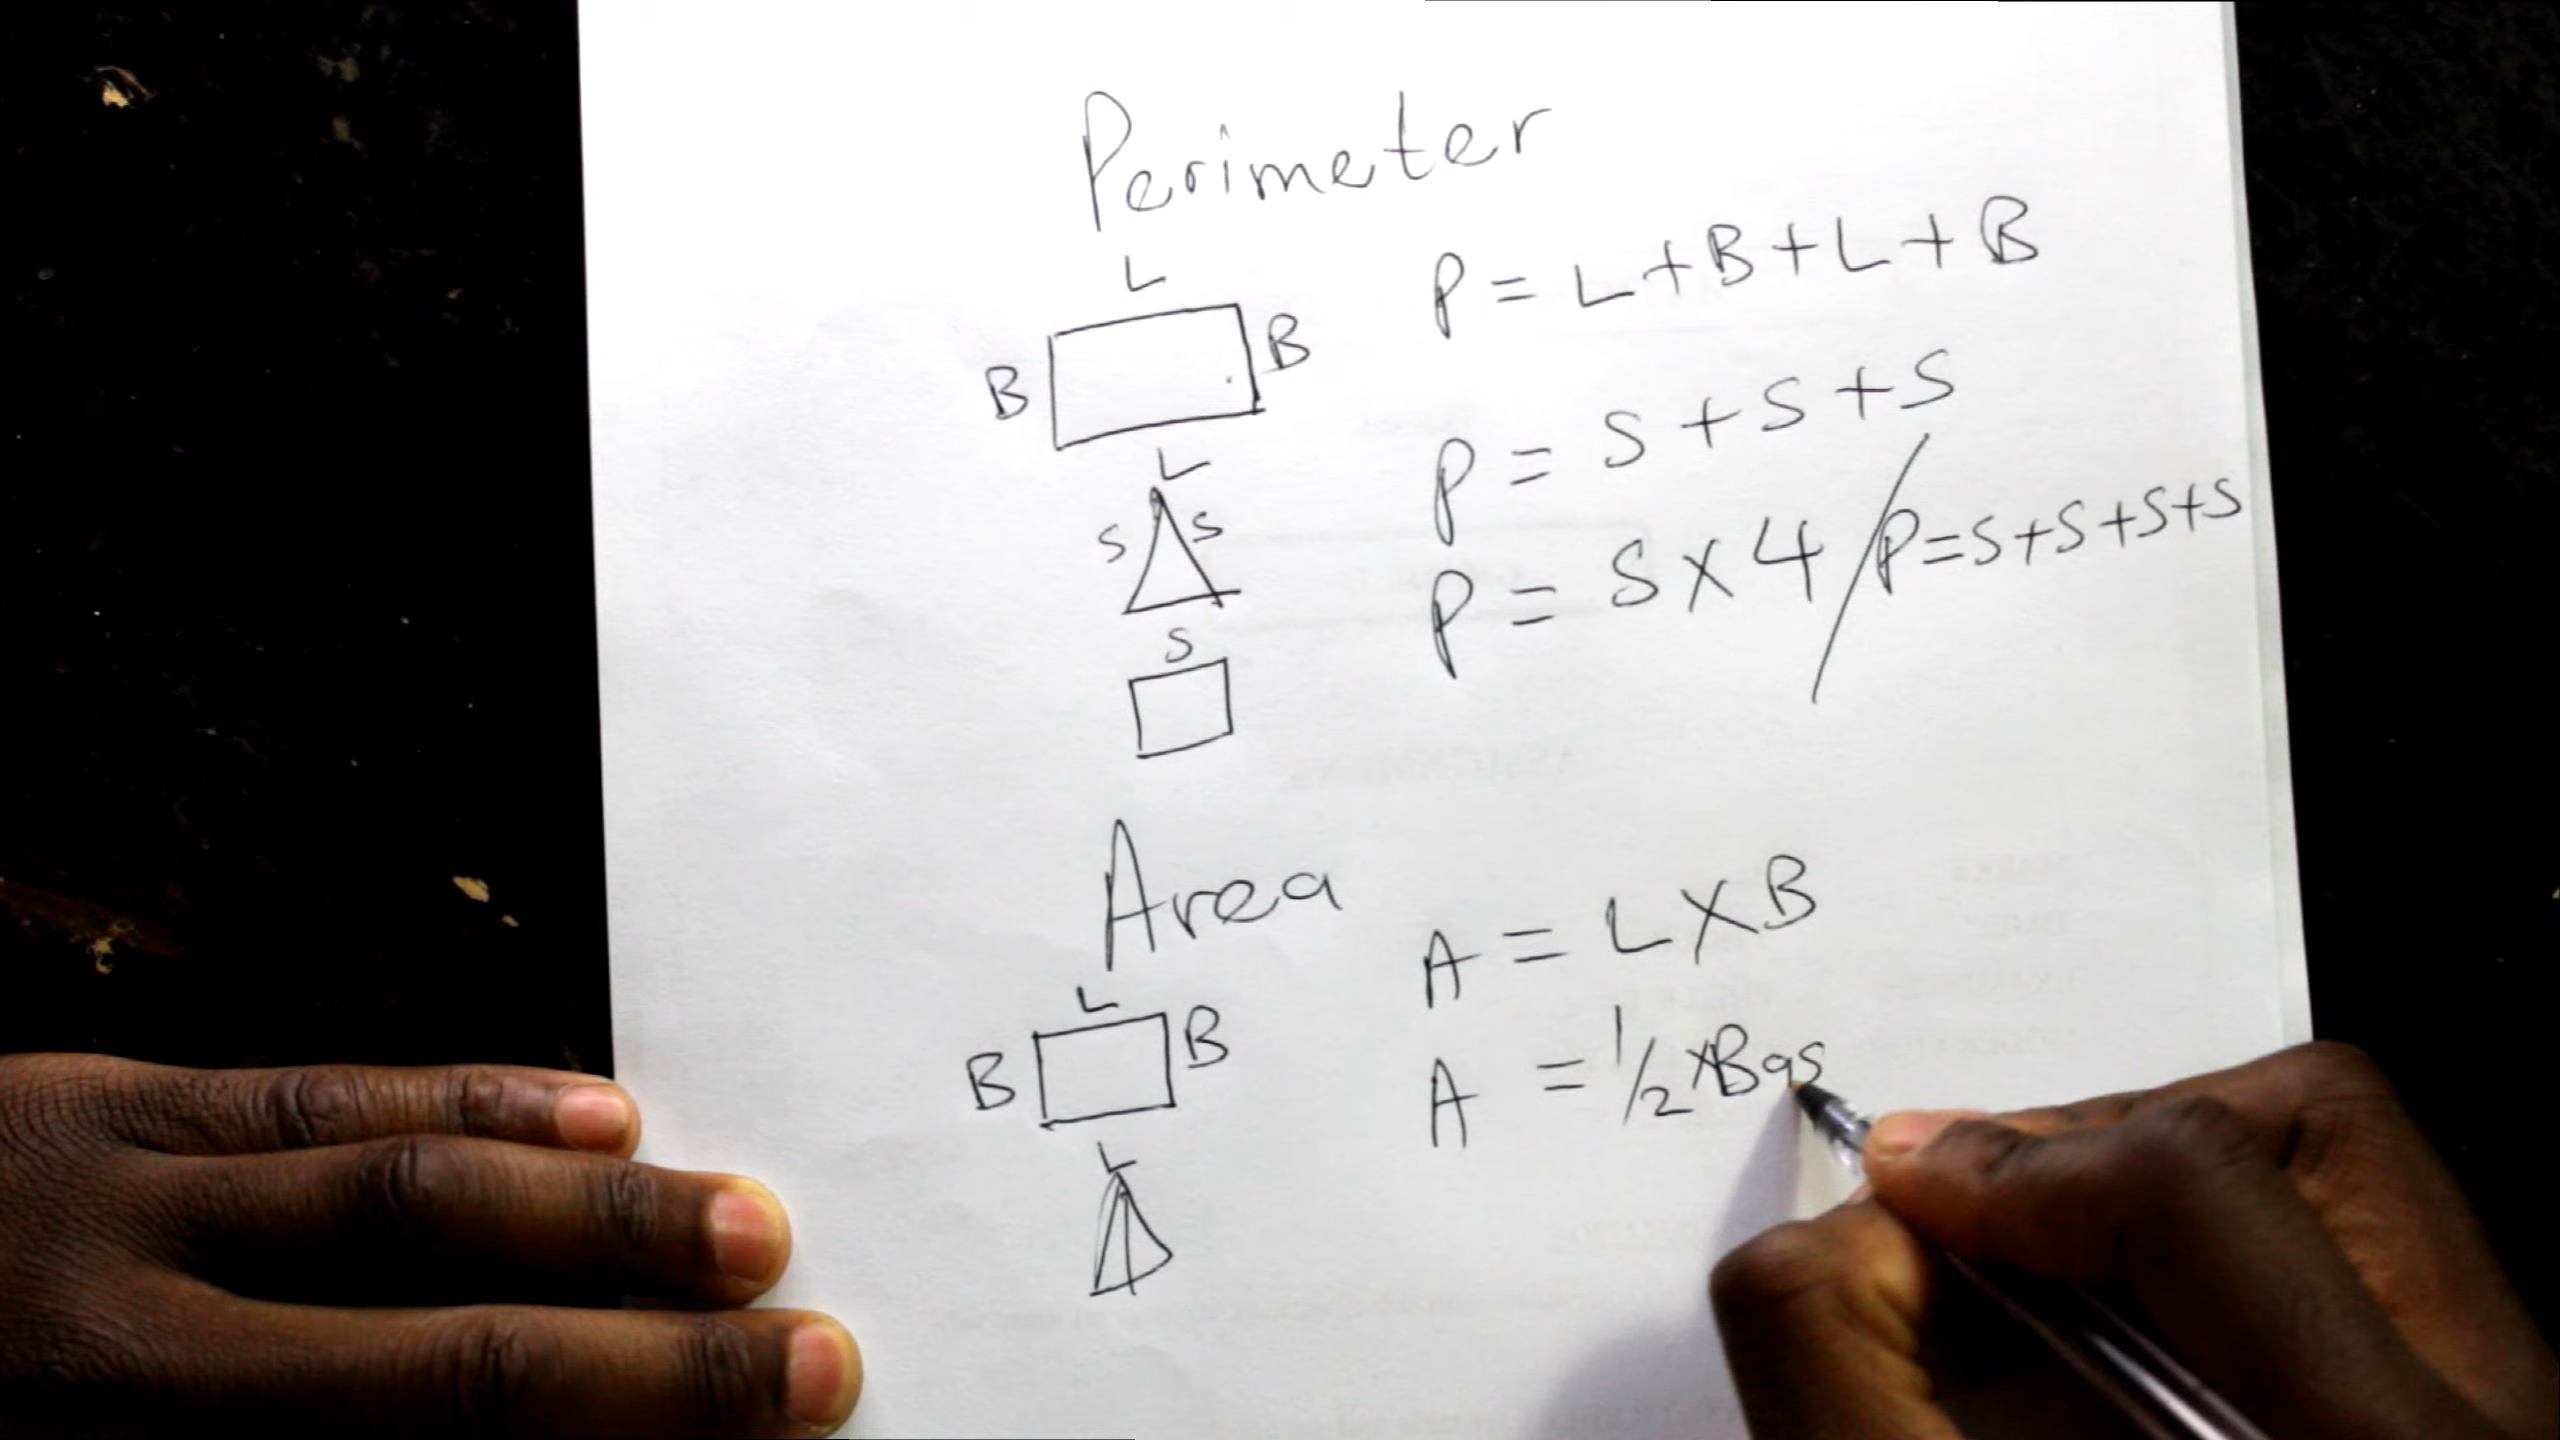 Perimeter
L
P = L+B+L+B
B
B
L
P = S+S+S
S
S
P = S×4 / P=S+S+S+S
S
Area
A = L×B
L
B
B
A = 1/2 ×Bas
L